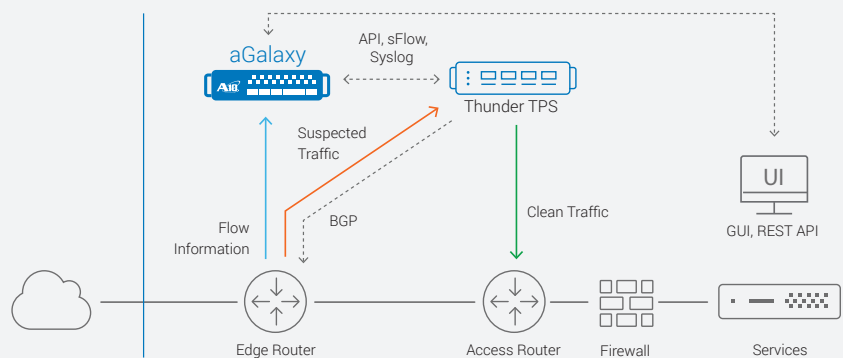 aGalaxy
A10
API, sFlow,
Syslog
Thunder TPS
Suspected
Traffic
UI
GUI, REST API
Flow
Information
BGP
Clean Traffic
Edge Router
Access Router
Firewall
Services